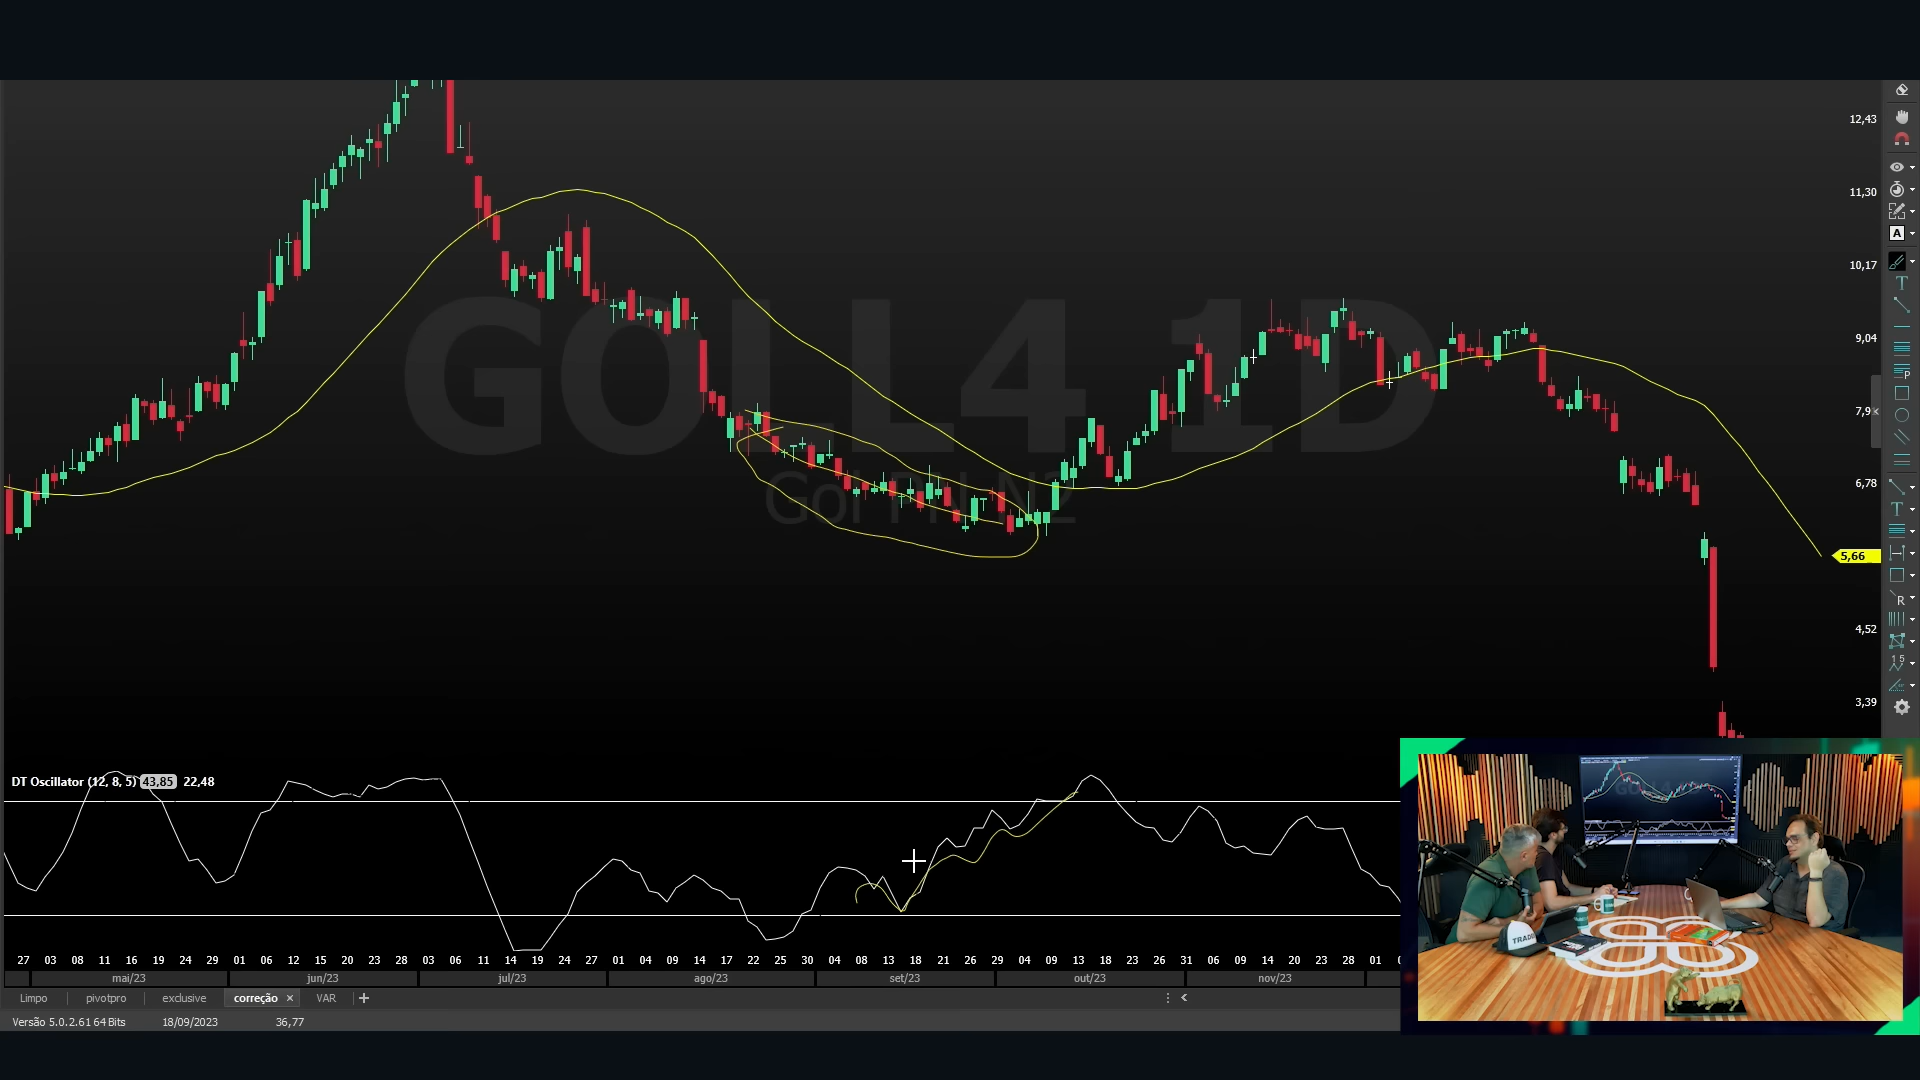 GOLL4 1D
Gol PN N2
12,43
11,30
10,17
9,04
7,9
6,78
5,66
4,52
3,39
DT Oscillator (12, 8, 5) 43,85 22,48
27 03 08 11 16 19 24 29 01 06 12 15 20 23 28 03 06 11 14 19 24 27 01 04 09 14 17 22 25 30 04 08 13 18 21 26 29 04 09 13 18 23 26 31 06 09 14 20 23 28 01
mai/23 jun/23 jul/23 ago/23 set/23 out/23 nov/23
Limpo pivotpro exclusive correção × VAR +
Versão 5.0.2.61 64 Bits 18/09/2023 36,77